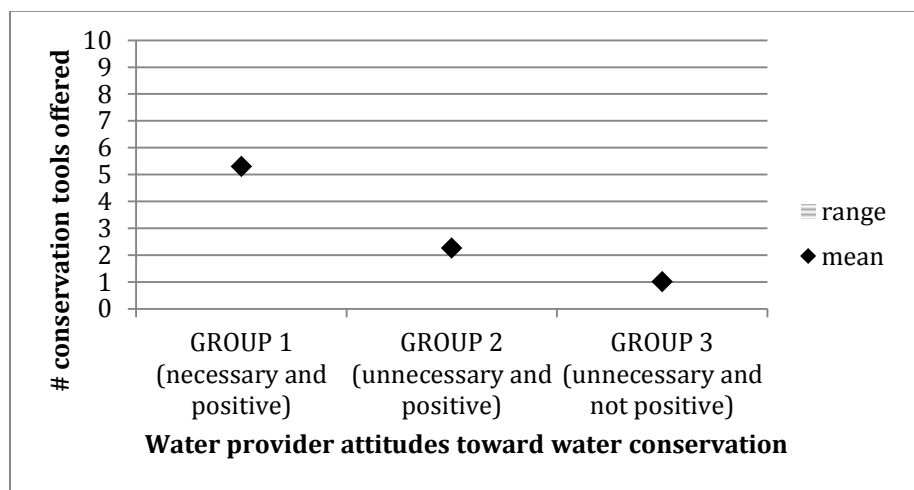 # conservation tools offered
10
9
8
7
6
5
4
3
2
1
0
GROUP 1
(necessary and
positive)
GROUP 2
(unnecessary and
positive)
GROUP 3
(unnecessary and
not positive)
Water provider attitudes toward water conservation
range
mean